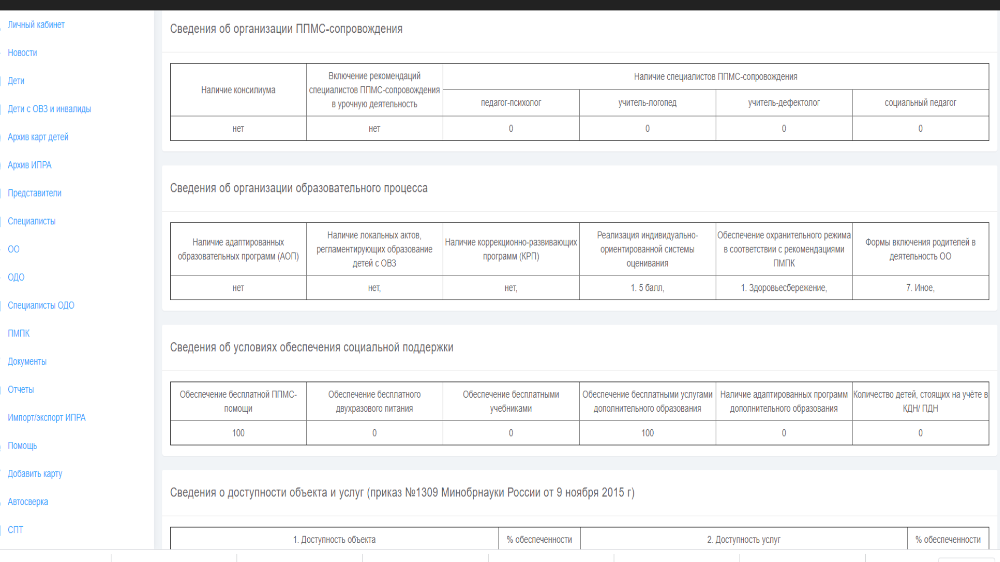 Личный кабинет
Новости
Дети
Дети с ОВЗ и инвалиды
Архив карт детей
Архив ИПРА
Представители
Специалисты
ОО
ОДО
Специалисты ОДО
ПМПК
Документы
Отчеты
Импорт/экспорт ИПРА
Помощь
Добавить карту
Автосверка
СПТ
Сведения об организации ППМС-сопровождения
Наличие консилиума
Включение рекомендаций
специалистов ППМС-сопровождения
в урочную деятельность
Наличие специалистов ППМС-сопровождения
педагог-психолог
учитель-логопед
учитель-дефектолог
социальный педагог
нет
нет
0
0
0
0
Сведения об организации образовательного процесса
Наличие адаптированных
образовательных программ (АОП)
Наличие локальных актов,
регламентирующих образование
детей с ОВЗ
Наличие коррекционно-развивающих
программ (КРП)
Реализация индивидуально-
ориентированной системы
оценивания
Обеспечение охранительного режима
в соответствии с рекомендациями
ПМПК
Формы включения родителей в
деятельность ОО
нет
нет,
нет,
1. 5 балл,
1. Здоровьесбережение,
7. Иное,
Сведения об условиях обеспечения социальной поддержки
Обеспечение бесплатной ППМС-
помощи
Обеспечение бесплатного
двухразового питания
Обеспечение бесплатными
учебниками
Обеспечение бесплатными услугами
дополнительного образования
Наличие адаптированных программ
дополнительного образования
Количество детей, стоящих на учёте в
КДН/ ПДН
100
0
0
100
0
0
Сведения о доступности объекта и услуг (приказ №1309 Минобрнауки России от 9 ноября 2015 г)
1. Доступность объекта
% обеспеченности
2. Доступность услуг
% обеспеченности